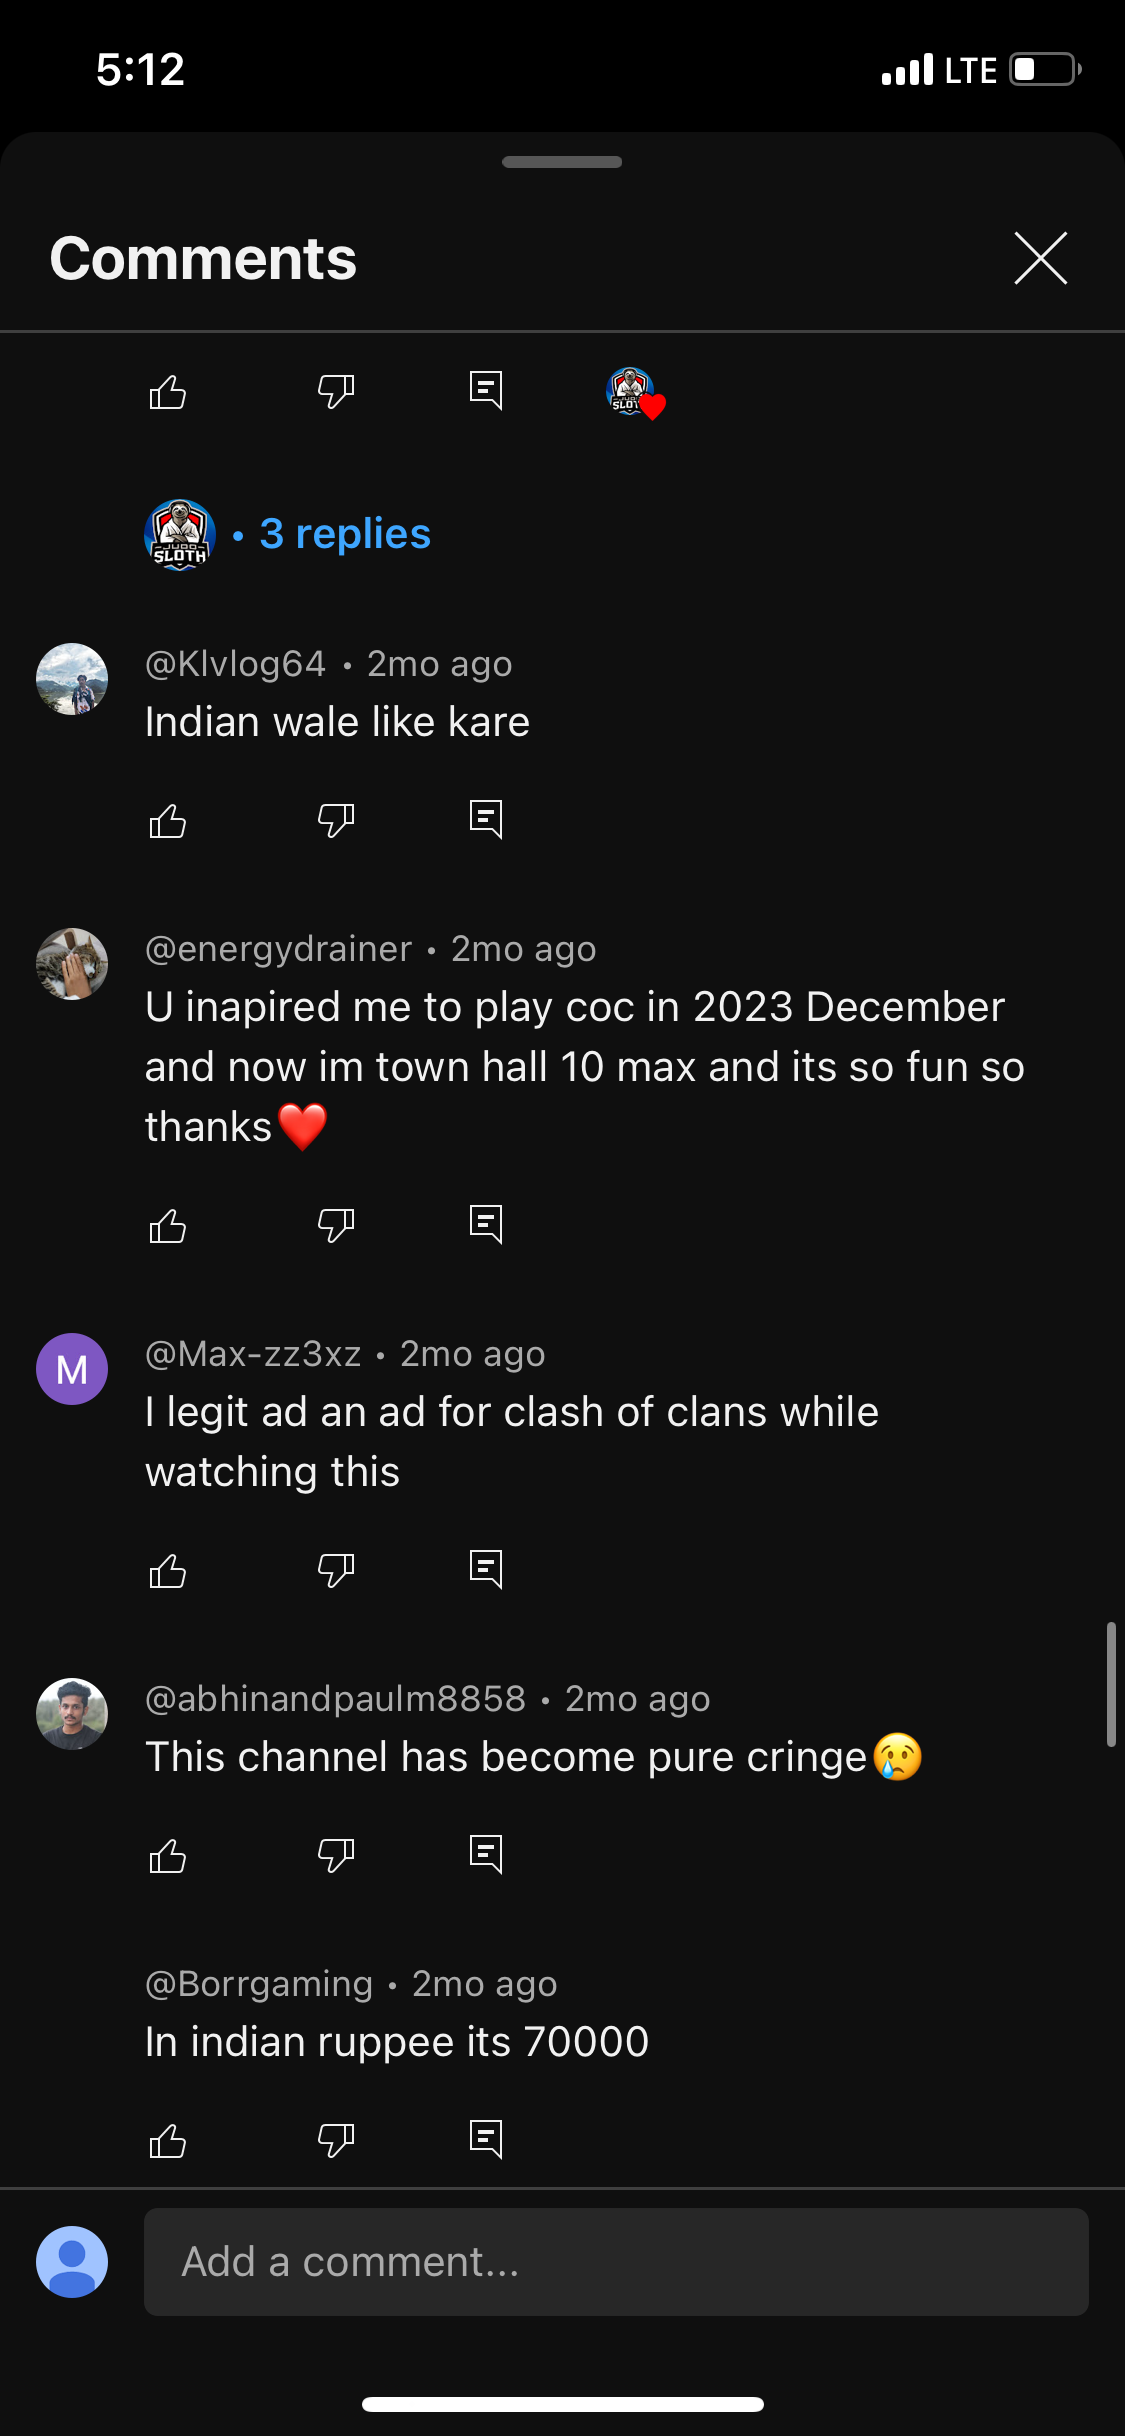 5:12
LTE
Comments
SLOTH
JUDO
SLOTH
• 3 replies
@Klvlog64 • 2mo ago
Indian wale like kare
@energydrainer • 2mo ago
U inapired me to play coc in 2023 December
and now im town hall 10 max and its so fun so
thanks❤️
M
@Max-zz3xz • 2mo ago
I legit ad an ad for clash of clans while
watching this
@abhinandpaulm8858 • 2mo ago
This channel has become pure cringe😢
@Borrgaming • 2mo ago
In indian ruppee its 70000
Add a comment...